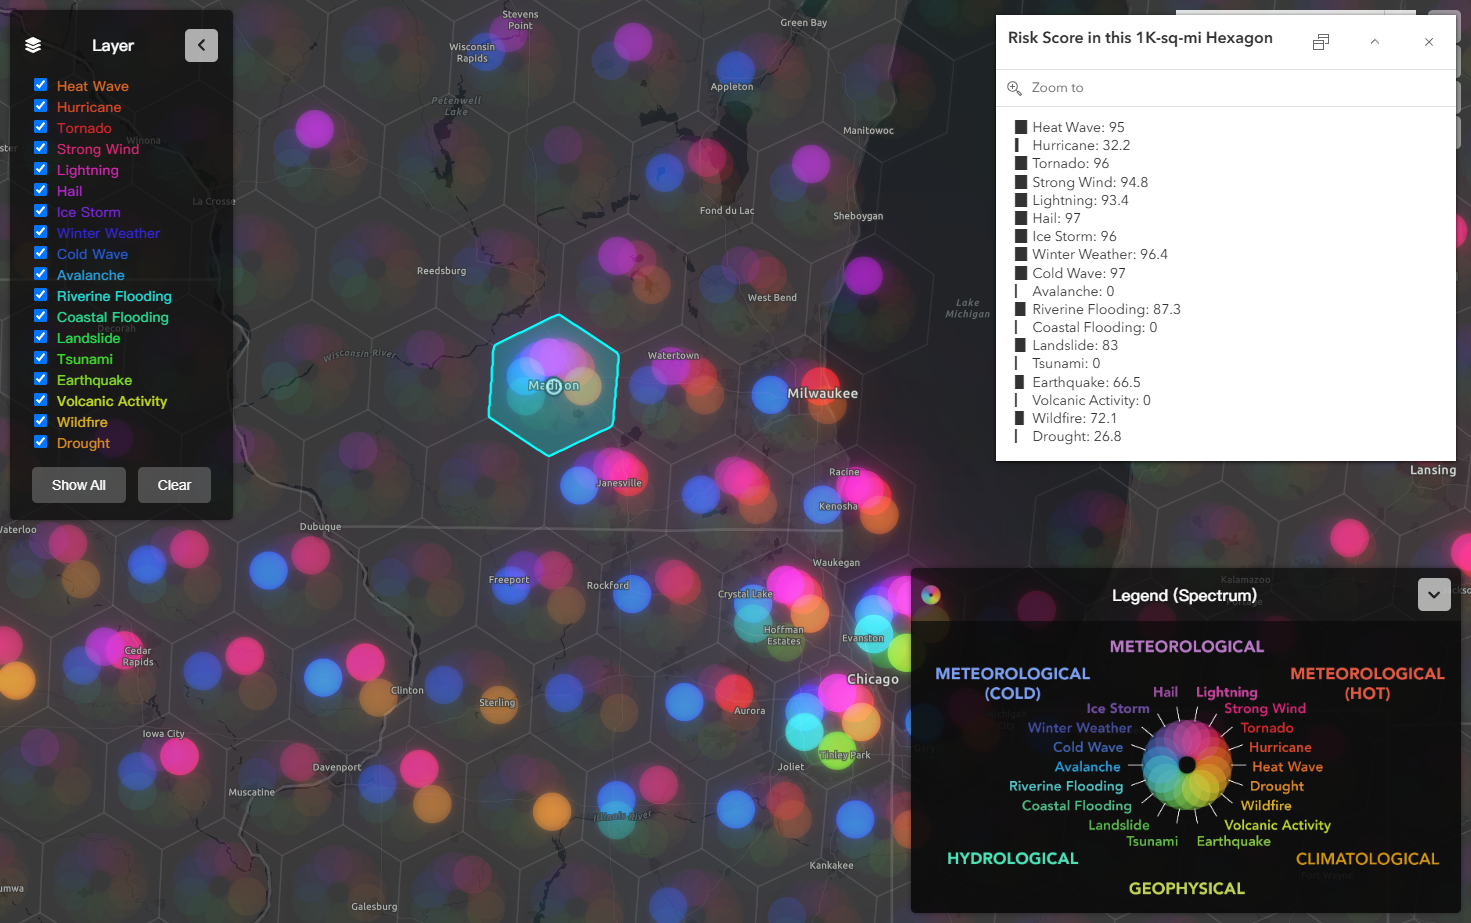 Layer
Heat Wave
Hurricane
Tornado
Strong Wind
Lightning
Hail
Ice Storm
Winter Weather
Cold Wave
Avalanche
Riverine Flooding
Coastal Flooding
Landslide
Tsunami
Earthquake
Volcanic Activity
Wildfire
Drought
Show All
Clear
Winona
La Crosse
Decorah
Stevens
Point
Wisconsin
Rapids
Green Bay
Petenwell
Lake
Appleton
Manitowoc
Fond du Lac
Sheboygan
Reedsburg
West Bend
Lake
Michigan
Wisconsin River
Watertown
Madison
Milwaukee
Janesville
Racine
Kenosha
Dubuque
Waukegan
Freeport
Rockford
Crystal Lake
Hoffman
Estates
Evanston
Cedar
Rapids
Chicago
Clinton
Sterling
Aurora
Iowa City
Davenport
Tinley Park
Joliet
Muscatine
Illinois River
Kankakee
Galesburg
Lansing
Kalamazoo
Risk Score in this 1K-sq-mi Hexagon
Zoom to
Heat Wave: 95
Hurricane: 32.2
Tornado: 96
Strong Wind: 94.8
Lightning: 93.4
Hail: 97
Ice Storm: 96
Winter Weather: 96.4
Cold Wave: 97
Avalanche: 0
Riverine Flooding: 87.3
Coastal Flooding: 0
Landslide: 83
Tsunami: 0
Earthquake: 66.5
Volcanic Activity: 0
Wildfire: 72.1
Drought: 26.8
Legend (Spectrum)
METEOROLOGICAL
METEOROLOGICAL
(COLD)
METEOROLOGICAL
(HOT)
Hail
Lightning
Ice Storm
Strong Wind
Winter Weather
Tornado
Cold Wave
Hurricane
Avalanche
Heat Wave
Riverine Flooding
Drought
Coastal Flooding
Wildfire
Landslide
Volcanic Activity
Tsunami
Earthquake
HYDROLOGICAL
CLIMATOLOGICAL
GEOPHYSICAL
Fort Wayne